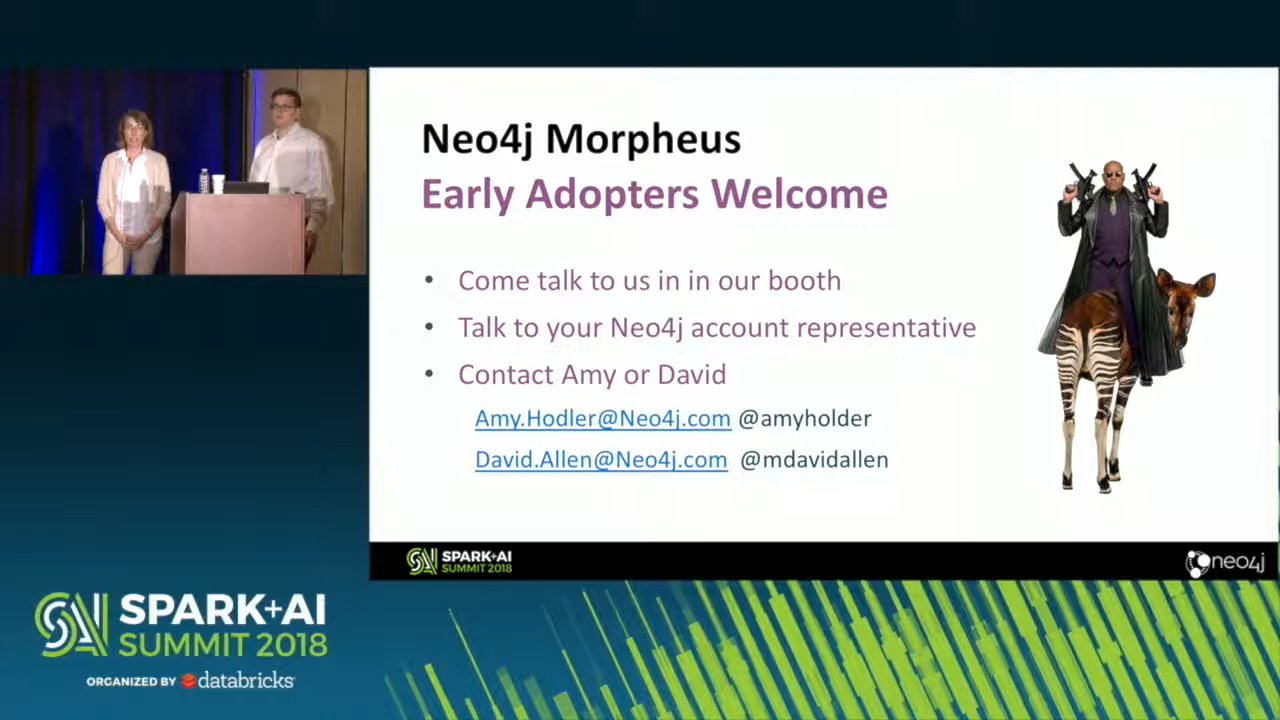 Neo4j Morpheus
Early Adopters Welcome
• Come talk to us in in our booth
• Talk to your Neo4j account representative
• Contact Amy or David
Amy.Hodler@Neo4j.com @amyholder
David.Allen@Neo4j.com @mdavidallen
SPARK+AI
SUMMIT 2018
neo4j
SPARK+AI
SUMMIT 2018
ORGANIZED BY databricks